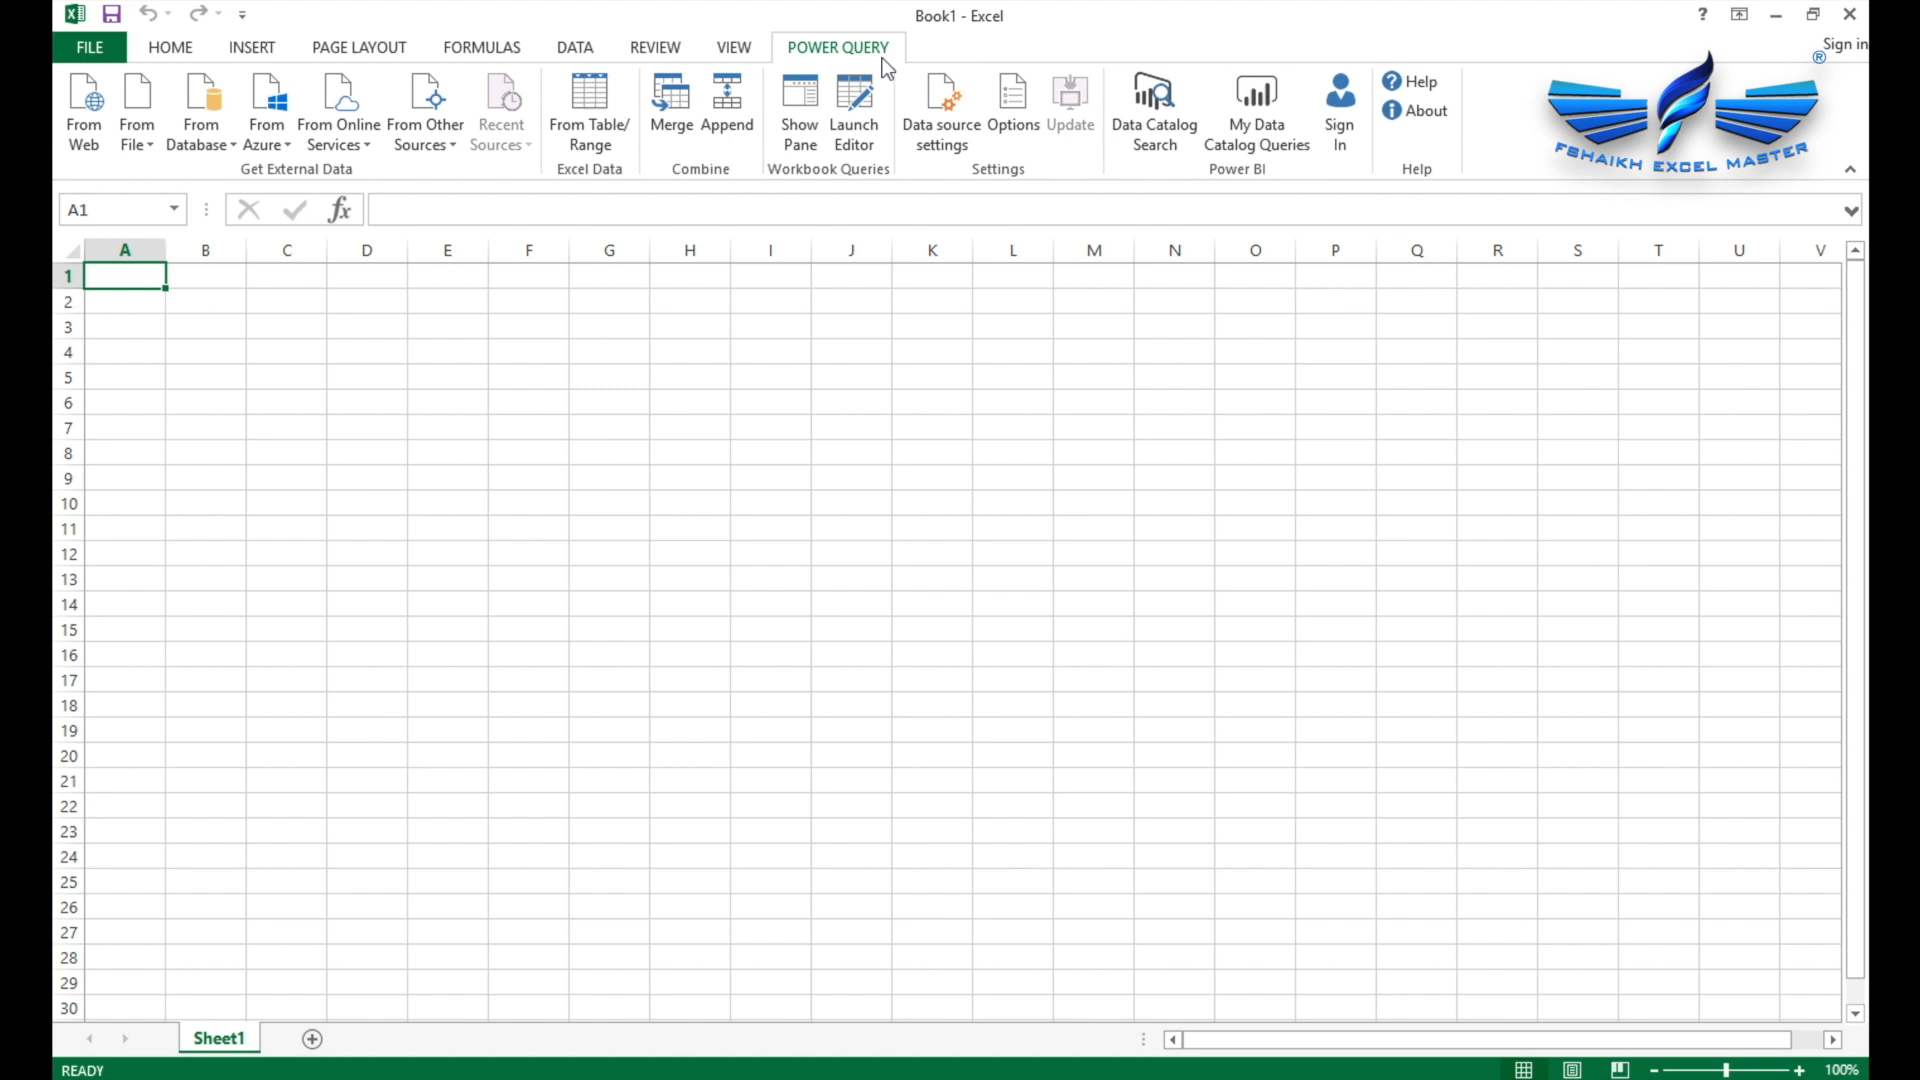 Book1 - Excel
?
Sign in
FILE HOME INSERT PAGE LAYOUT FORMULAS DATA REVIEW VIEW POWER QUERY
From Web
From File
From Database
From Azure
From Online Services
From Other Sources
Recent Sources
Get External Data
From Table/ Range
Excel Data
Merge
Append
Combine
Show Pane
Launch Editor
Workbook Queries
Data source settings
Options
Update
Settings
Data Catalog Search
My Data Catalog Queries
Sign In
Power BI
Help
About
Help
®
FSHAIKH EXCEL MASTER
A1
fx
A B C D E F G H I J K L M N O P Q R S T U V
1
2
3
4
5
6
7
8
9
10
11
12
13
14
15
16
17
18
19
20
21
22
23
24
25
26
27
28
29
30
Sheet1
READY
100%